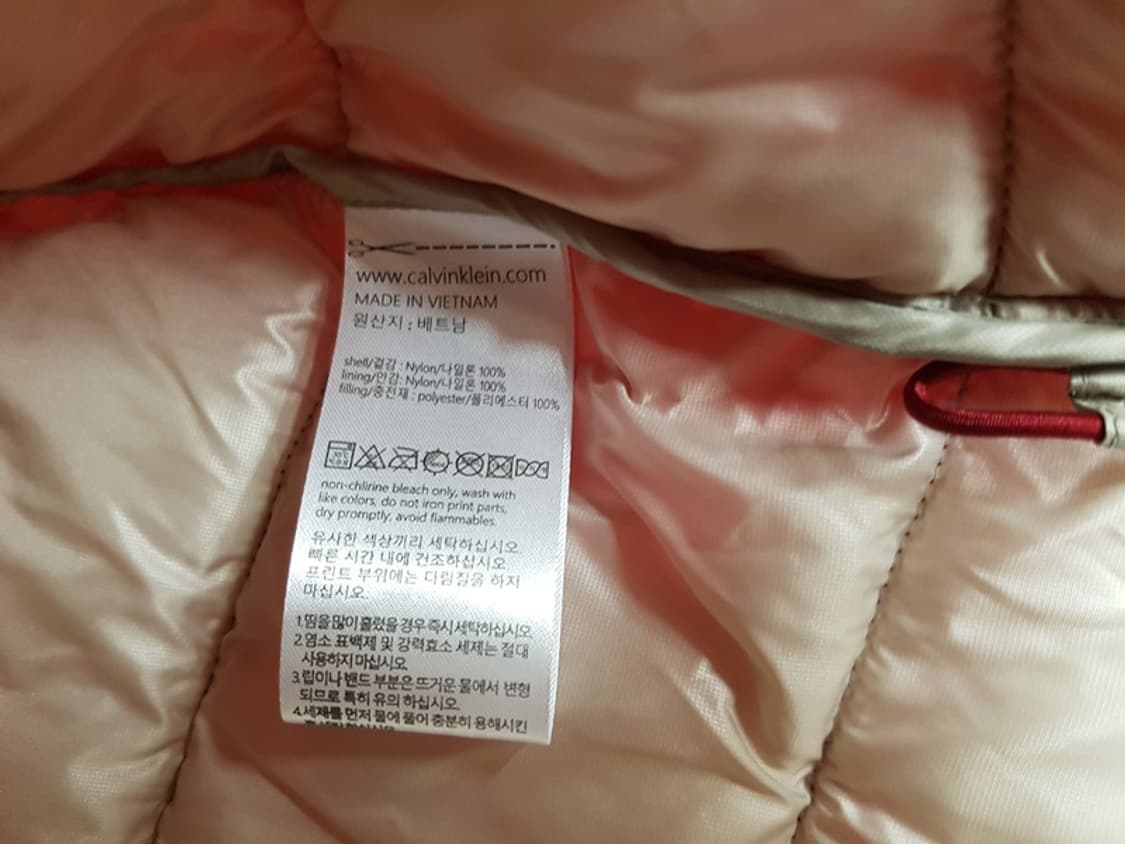 www.calvinklein.com
MADE IN VIETNAM
원산지 : 베트남
shell/겉감 : Nylon/나일론 100%
lining/안감: Nylon/나일론 100%
filling/충전재 : polyester/폴리에스터 100%
non-chlirine bleach only, wash with
like colors, do not iron print parts,
dry promptly, avoid fiammables.
유사한 색상끼리 세탁하십시오.
빠른 시간 내에 건조하십시오
프린트 부위에는 다림질을 하지
마십시오.
1.땀을 많이 흘렸을 경우 즉시 세탁하십시오.
2.염소 표백제 및 강력효소 세제는 절대
사용하지 마십시오
3.립이나 밴드 부분은 뜨거운 물에서 변형
되므로 특히 유의 하십시오.
4.세제를 먼저 물에 풀어 충분히 용해시킨